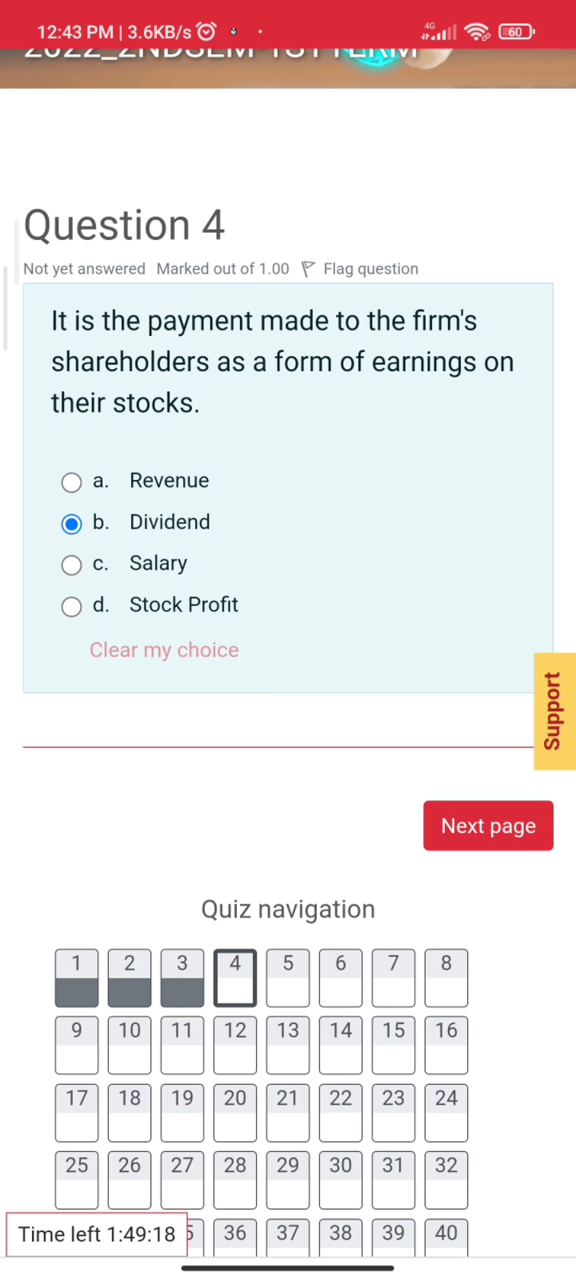 12:43 PM | 3.6KB/s
4G
60
2022_2NDSEM
Question 4
Not yet answered Marked out of 1.00 Flag question
It is the payment made to the firm's
shareholders as a form of earnings on
their stocks.
a. Revenue
b. Dividend
c. Salary
d. Stock Profit
Clear my choice
Support
Next page
Quiz navigation
1 2 3 4 5 6 7 8
9 10 11 12 13 14 15 16
17 18 19 20 21 22 23 24
25 26 27 28 29 30 31 32
Time left 1:49:18 36 37 38 39 40